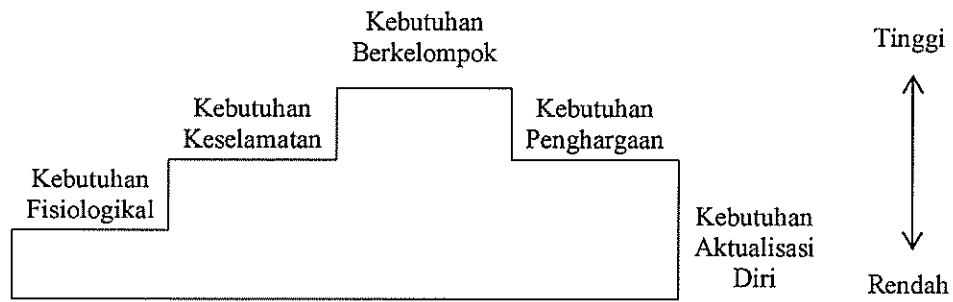 Kebutuhan
Berkelompok
Tinggi
Kebutuhan
Keselamatan
Kebutuhan
Penghargaan
Kebutuhan
Fisiologikal
Kebutuhan
Aktualisasi
Diri
Rendah